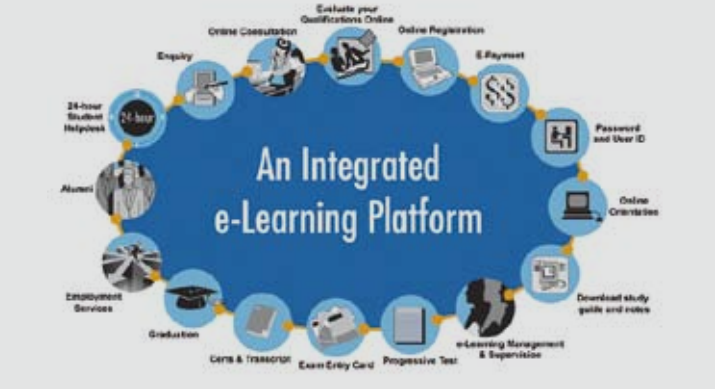 An Integrated
e-Learning Platform
Enquiry
Online Consultation
Evaluate your
Qualifications Online
Online Registration
E-Payment
Password
and User ID
Online
Orientation
Download study
guide and notes
e-Learning Management
& Supervision
Progressive Test
Exam Entry Card
Certs & Transcript
Graduation
Employment
Services
Alumni
24-hour
Student
Helpdesk
24-hour